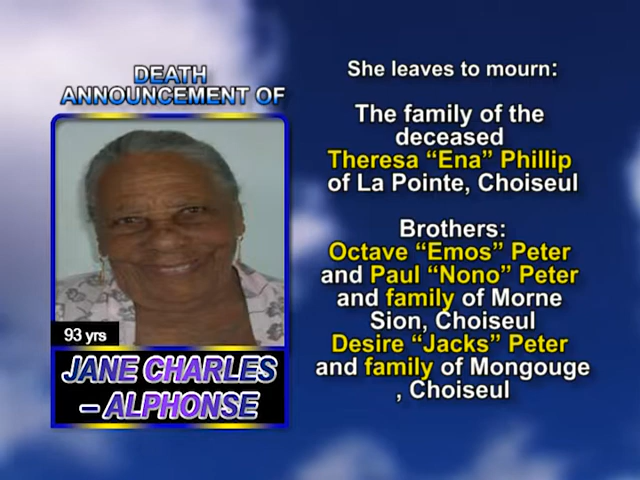 DEATH
ANNOUNCEMENT OF
93 yrs
JANE CHARLES
– ALPHONSE
She leaves to mourn:
The family of the
deceased
Theresa “Ena” Phillip
of La Pointe, Choiseul
Brothers:
Octave “Emos” Peter
and Paul “Nono” Peter
and family of Morne
Sion, Choiseul
Desire “Jacks” Peter
and family of Mongouge
, Choiseul